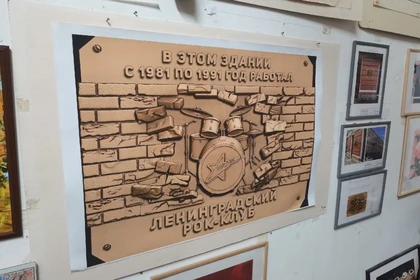 В ЭТОМ ЗДАНИИ
С 1981 ПО 1991 ГОД РАБОТАЛ
ЛЕНИНГРАДСКИЙ
РОК-КЛУБ